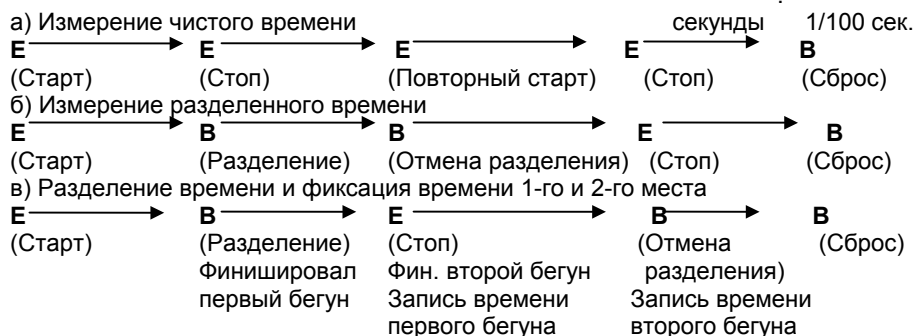 а) Измерение чистого времени секунды 1/100 сек.
Е Е Е Е В
(Старт) (Стоп) (Повторный старт) (Стоп) (Сброс)
б) Измерение разделенного времени
Е В В Е В
(Старт) (Разделение) (Отмена разделения) (Стоп) (Сброс)
в) Разделение времени и фиксация времени 1-го и 2-го места
Е В Е В В
(Старт) (Разделение) (Стоп) (Отмена (Сброс)
Финишировал Фин. второй бегун разделения)
первый бегун Запись времени Запись времени
первого бегуна второго бегуна